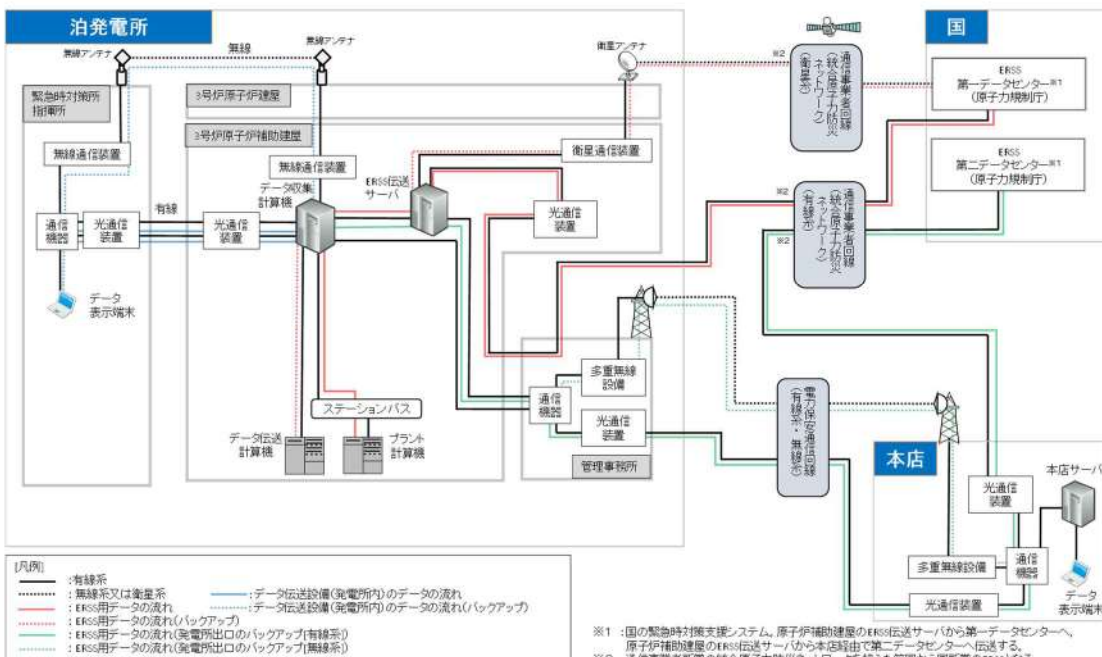 泊発電所
無線アンテナ
無線
無線アンテナ
衛星アンテナ
緊急時対策所
指揮所
3号炉原子炉建屋
3号炉原子炉補助建屋
無線通信装置
無線通信装置
データ収集
計算機
ERSS伝送
サーバ
衛星通信装置
光通信
装置
通信
機器
光通信
装置
有線
光通信
装置
データ
表示端末
ステーションバス
データ伝送
計算機
プラント
計算機
多重無線
設備
通信
機器
光通信
装置
管理事務所
※2
通信事業者回線
(統合原子力防災
ネットワーク)
(衛星系)
※2
※2
通信事業者回線
(統合原子力防災
ネットワーク)
(有線系)
電力保安通信回線
(有線系・無線系)
国
ERSS
第一データセンター※1
(原子力規制庁)
ERSS
第二データセンター※1
(原子力規制庁)
本店
本店サーバ
光通信
装置
多重無線設備
通信
機器
光通信装置
データ
表示端末
[凡例]
:有線系
:無線系又は衛星系
:ERSS用データの流れ
:ERSS用データの流れ(バックアップ)
:ERSS用データの流れ(発電所出口のバックアップ[有線系])
:ERSS用データの流れ(発電所出口のバックアップ[無線系])
:データ伝送設備(発電所内)のデータの流れ
:データ伝送設備(発電所内)のデータの流れ(バックアップ)
※1 :国の緊急時対策支援システム。原子炉補助建屋のERSS伝送サーバから第一データセンターへ、
原子炉補助建屋のERSS伝送サーバから本店経由で第二データセンターへ伝送する。